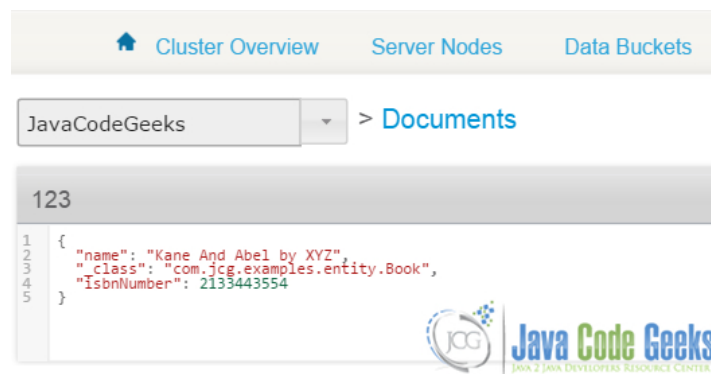 Cluster Overview Server Nodes Data Buckets
JavaCodeGeeks > Documents
123
1 {
2 "name": "Kane And Abel by XYZ",
3 "_class": "com.jcg.examples.entity.Book",
4 "isbnNumber": 2133443554
5 }
JCG Java Code Geeks
JAVA 2 JAVA DEVELOPERS RESOURCE CENTER